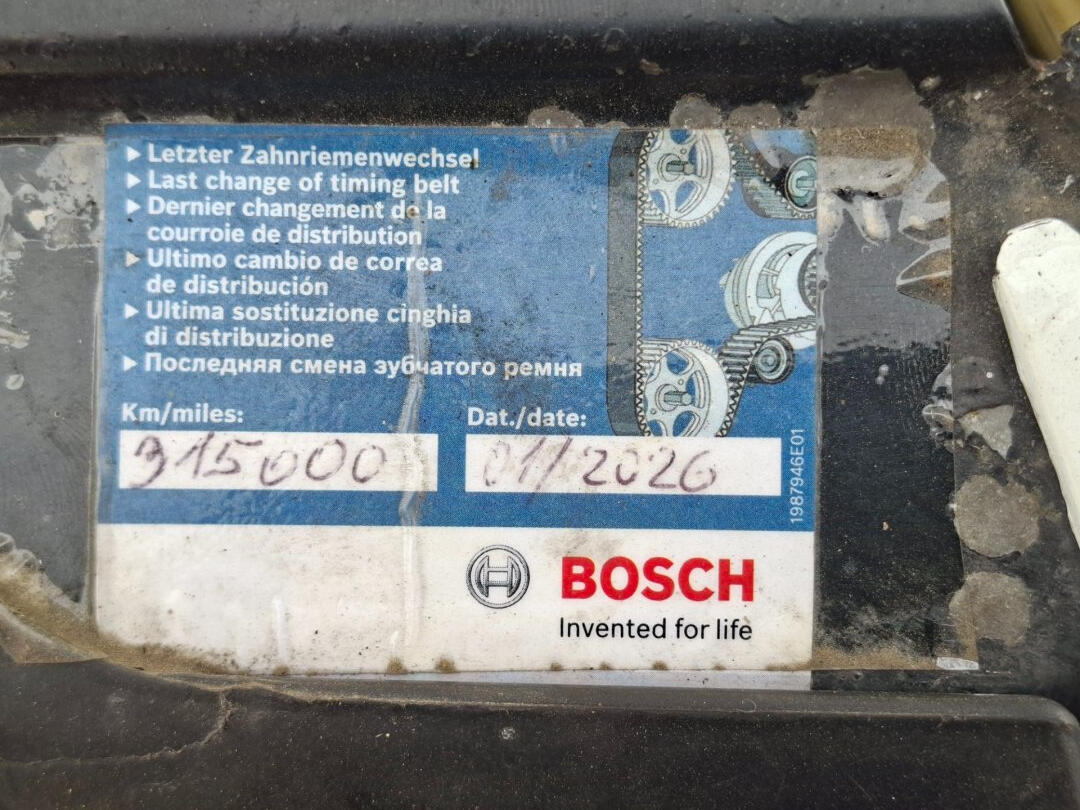 ▶ Letzter Zahnriemenwechsel
▶ Last change of timing belt
▶ Dernier changement de la
courroie de distribution
▶ Ultimo cambio de correa
de distribución
▶ Ultima sostituzione cinghia
di distribuzione
▶ Последняя смена зубчатого ремня
Km/miles:
315000
Dat./date:
01/2026
1987946E01
BOSCH
Invented for life